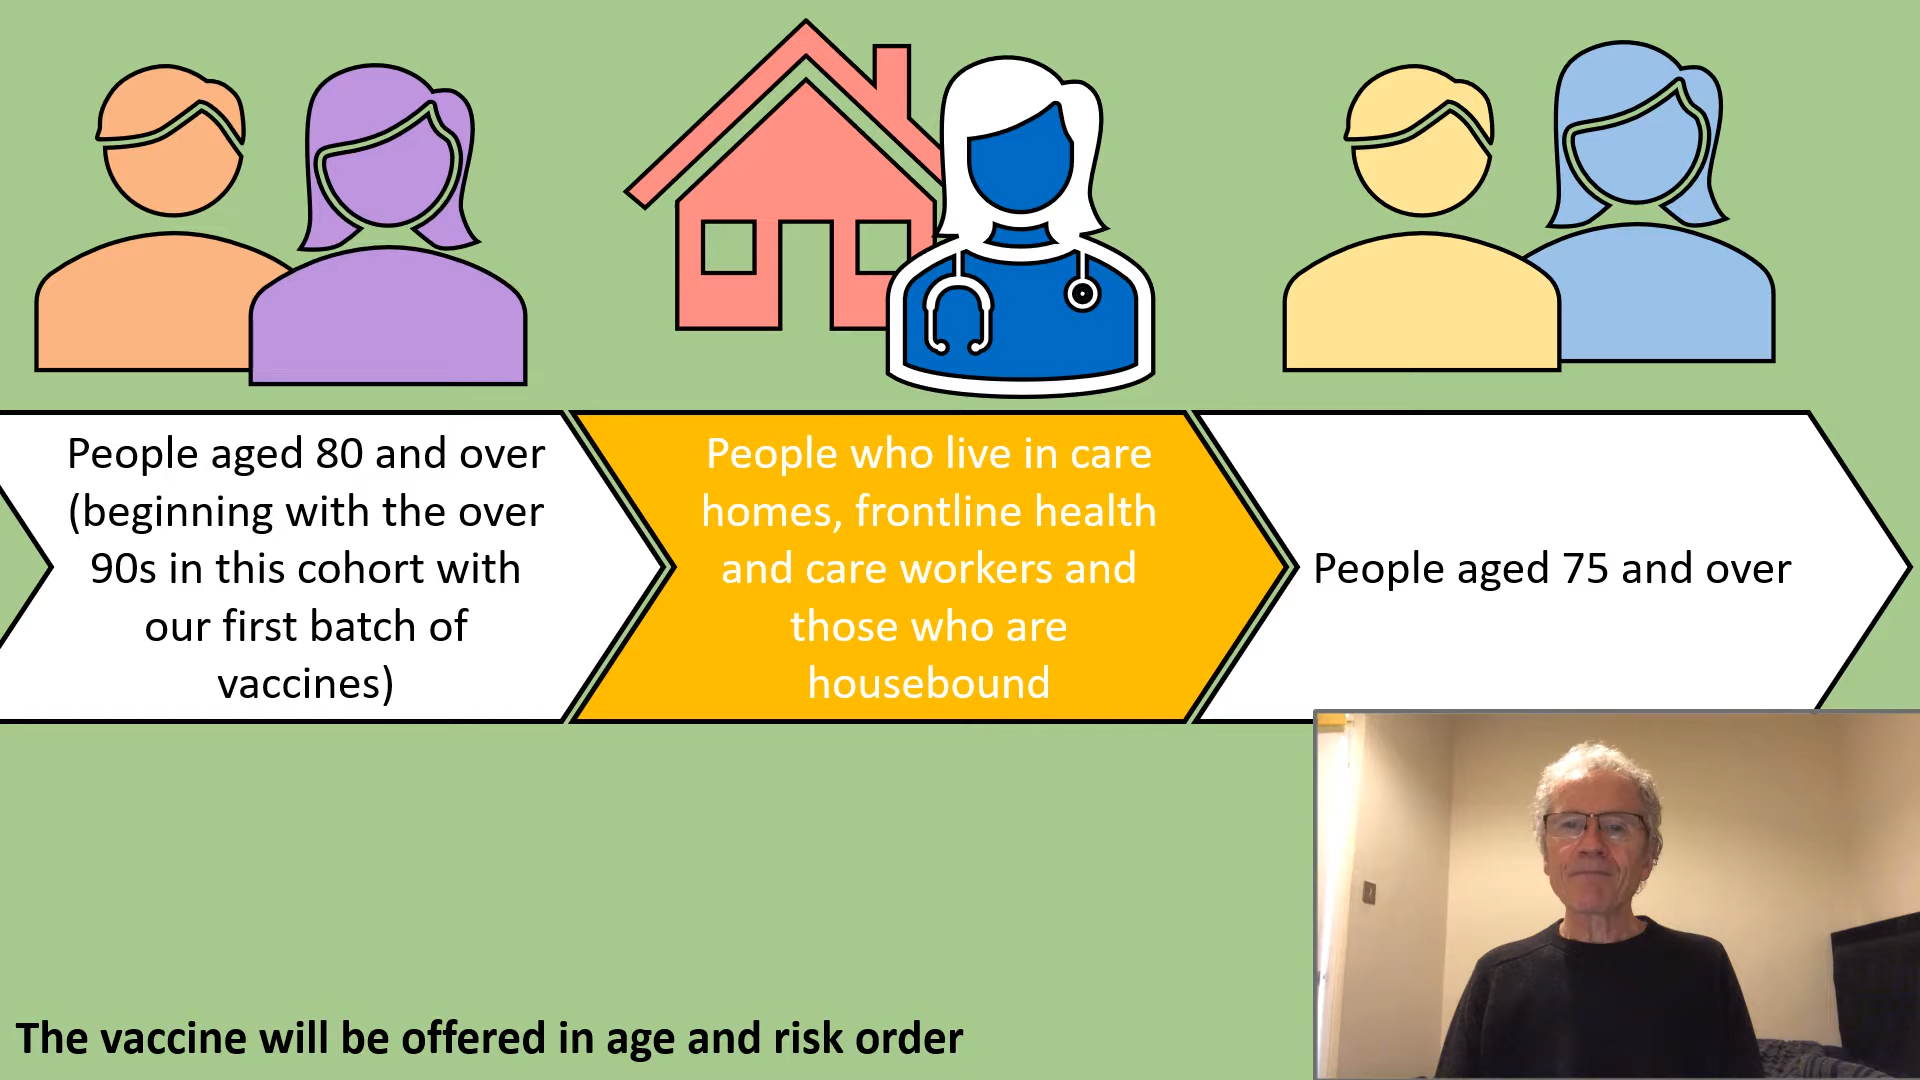 People aged 80 and over
(beginning with the over
90s in this cohort with
our first batch of
vaccines)
People who live in care
homes, frontline health
and care workers and
those who are
housebound
People aged 75 and over
The vaccine will be offered in age and risk order